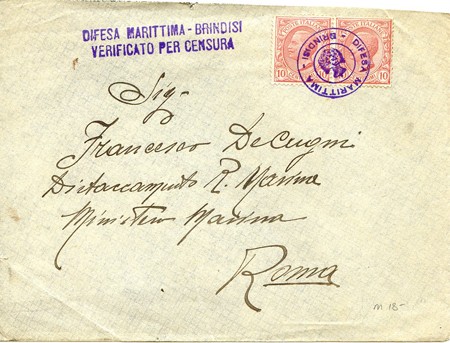 DIFESA MARITTIMA - BRINDISI
VERIFICATO PER CENSURA
POSTE ITALIANE
10 10
DIFESA MARITTIMA - BRINDISI -
Sig.
Francesco De Cugni
Distaccamento R. Marina
Ministero Marina
Roma
M 18-